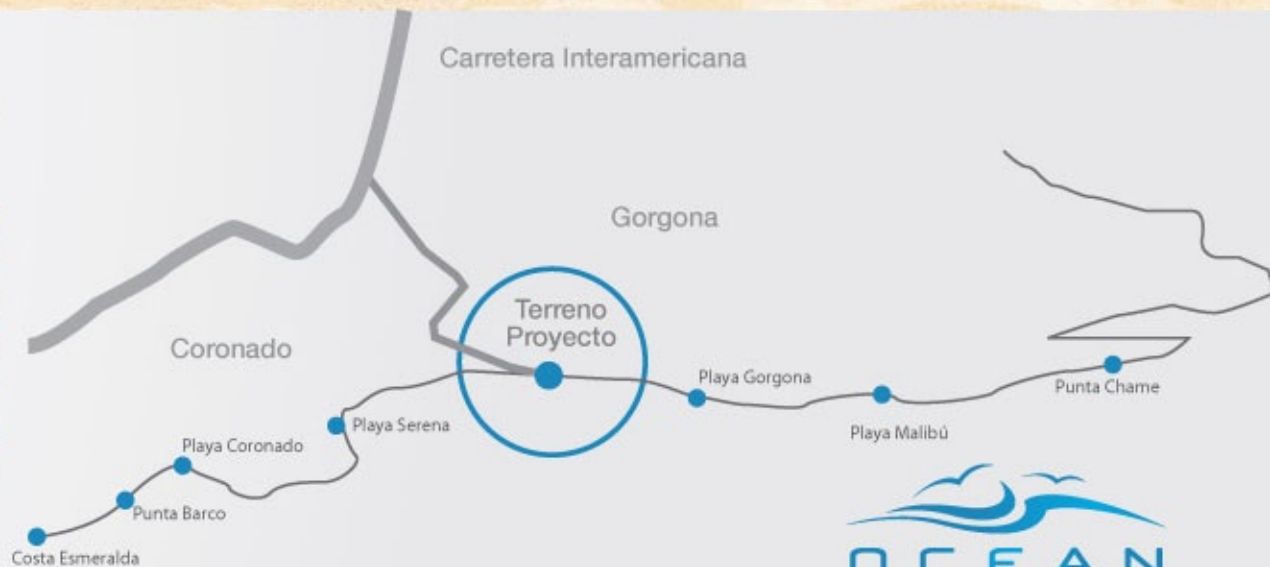 Carretera Interamericana
Gorgona
Terreno
Proyecto
Coronado
Playa Gorgona
Punta Chame
Playa Serena
Playa Malibú
Playa Coronado
Punta Barco
Costa Esmeralda
OCEAN